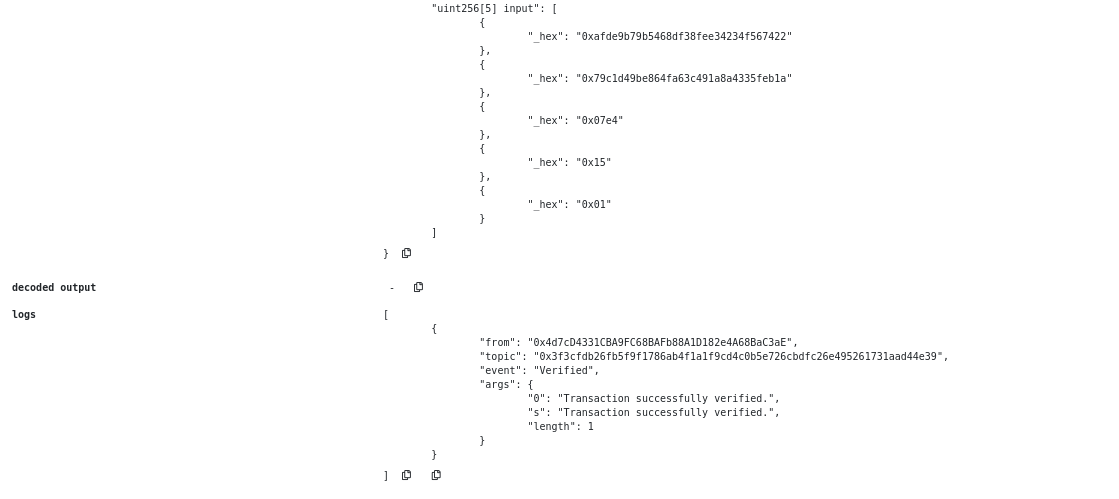 "uint256[5] input": [
{
"_hex": "0xafde9b79b5468df38fee34234f567422"
},
{
"_hex": "0x79c1d49be864fa63c491a8a4335feb1a"
},
{
"_hex": "0x07e4"
},
{
"_hex": "0x15"
},
{
"_hex": "0x01"
}
]
}
decoded output -
logs [
{
"from": "0x4d7cD4331CBA9FC68BAFb88A1D182e4A68BaC3aE",
"topic": "0x3f3cfdb26fb5f9f1786ab4f1a1f9cd4c0b5e726cbdfc26e495261731aad44e39",
"event": "Verified",
"args": {
"0": "Transaction successfully verified.",
"s": "Transaction successfully verified.",
"length": 1
}
}
]